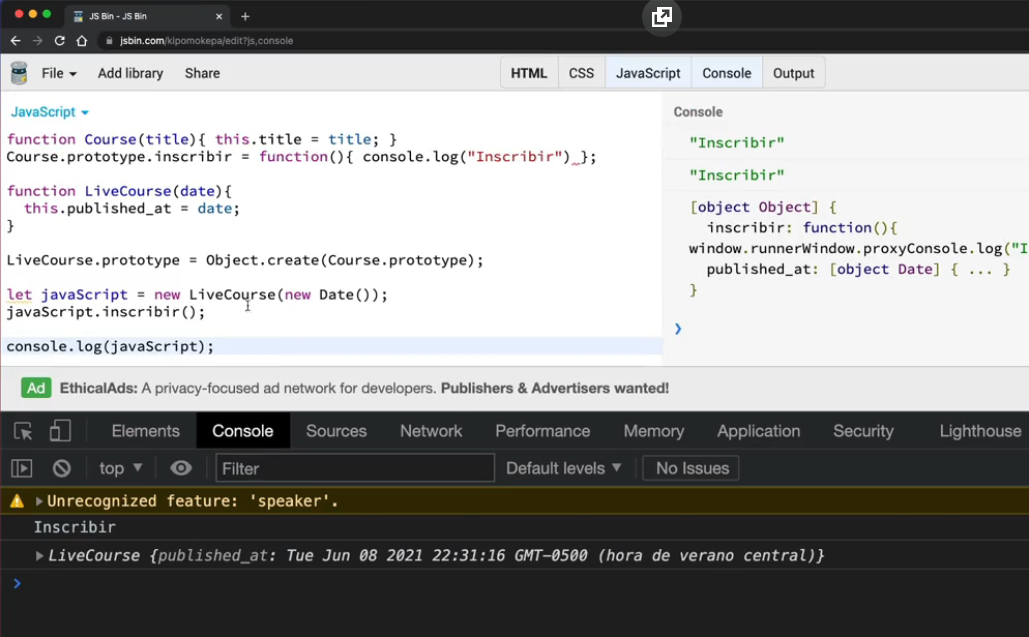 JS Bin - JS Bin
jsbin.com/kipomokepa/edit?js,console
File Add library Share HTML CSS JavaScript Console Output
JavaScript
function Course(title){ this.title = title; }
Course.prototype.inscribir = function(){ console.log("Inscribir") };
function LiveCourse(date){
this.published_at = date;
}
LiveCourse.prototype = Object.create(Course.prototype);
let javaScript = new LiveCourse(new Date());
javaScript.inscribir();
console.log(javaScript);
Console
"Inscribir"
"Inscribir"
[object Object] {
inscribir: function(){
window.runnerWindow.proxyConsole.log("I
published_at: [object Date] { ... }
}
Ad EthicalAds: A privacy-focused ad network for developers. Publishers & Advertisers wanted!
Elements Console Sources Network Performance Memory Application Security Lighthouse
top Filter Default levels No Issues
Unrecognized feature: 'speaker'.
Inscribir
LiveCourse {published_at: Tue Jun 08 2021 22:31:16 GMT-0500 (hora de verano central)}